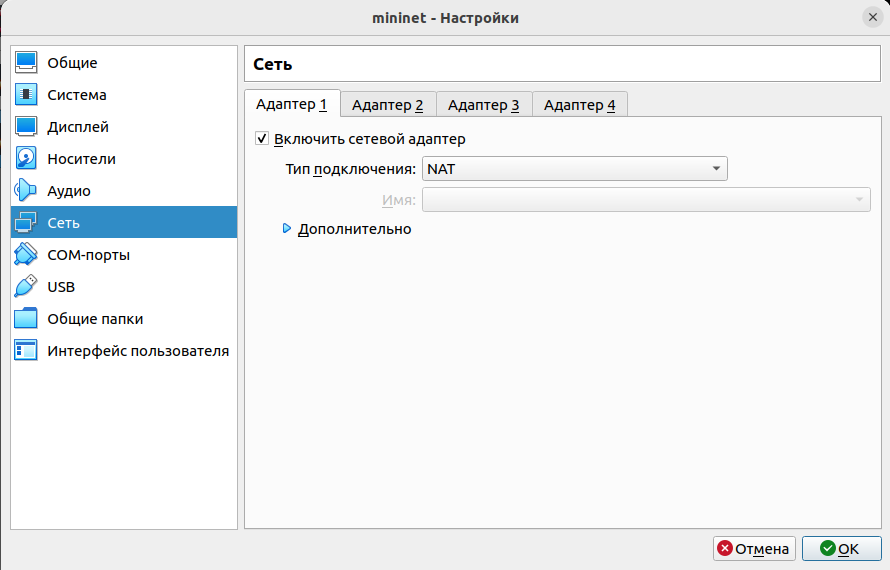 mininet - Настройки
Общие
Система
Дисплей
Носители
Аудио
Сеть
COM-порты
USB
Общие папки
Интерфейс пользователя
Сеть
Адаптер 1 Адаптер 2 Адаптер 3 Адаптер 4
Включить сетевой адаптер
Тип подключения: NAT
Имя:
Дополнительно
Отмена OK